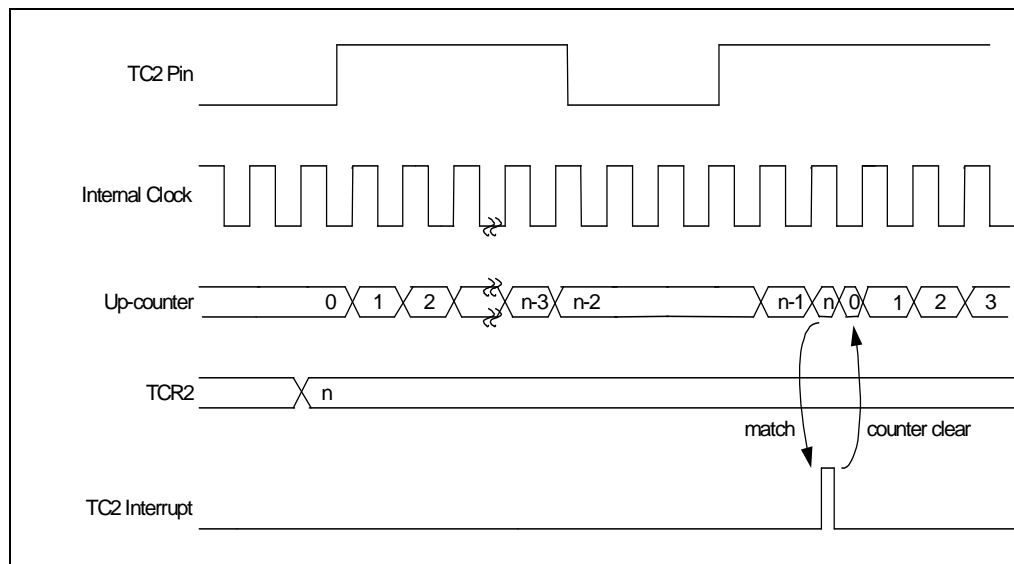 TC2 Pin
Internal Clock
Up-counter 0 1 2 n-3 n-2 n-1 n 0 1 2 3
TCR2 n
match counter clear
TC2 Interrupt